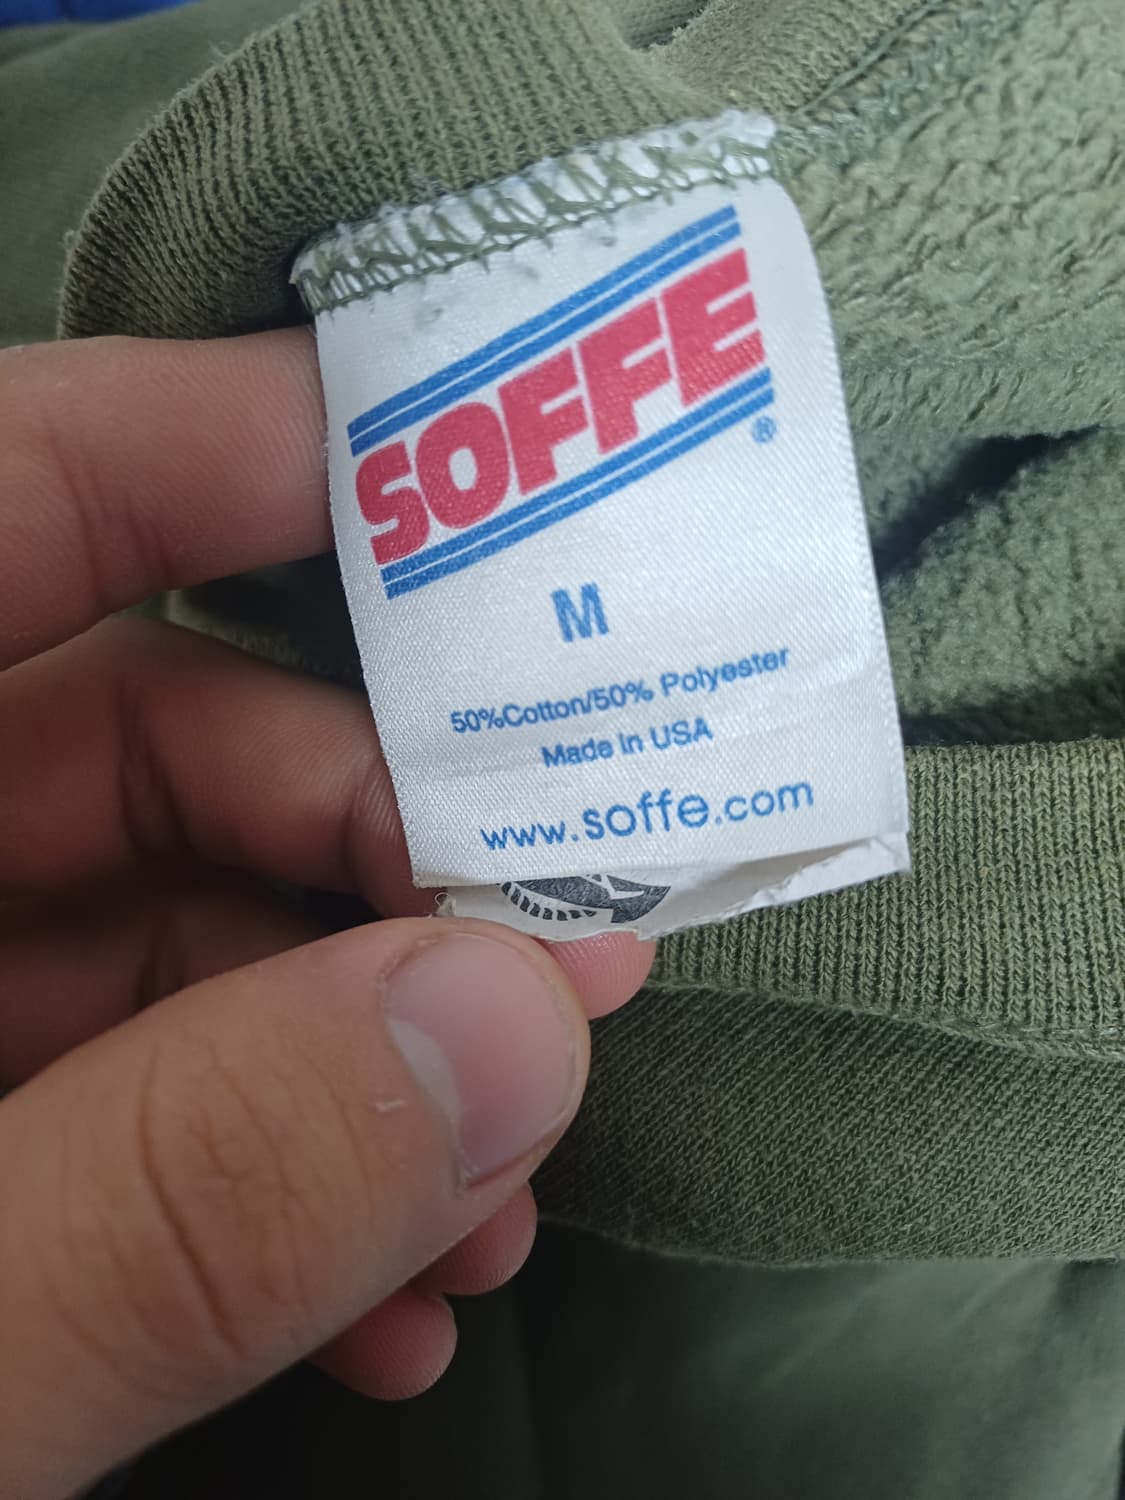 SOFFE
®
M
50%Cotton/50% Polyester
Made in USA
www.soffe.com